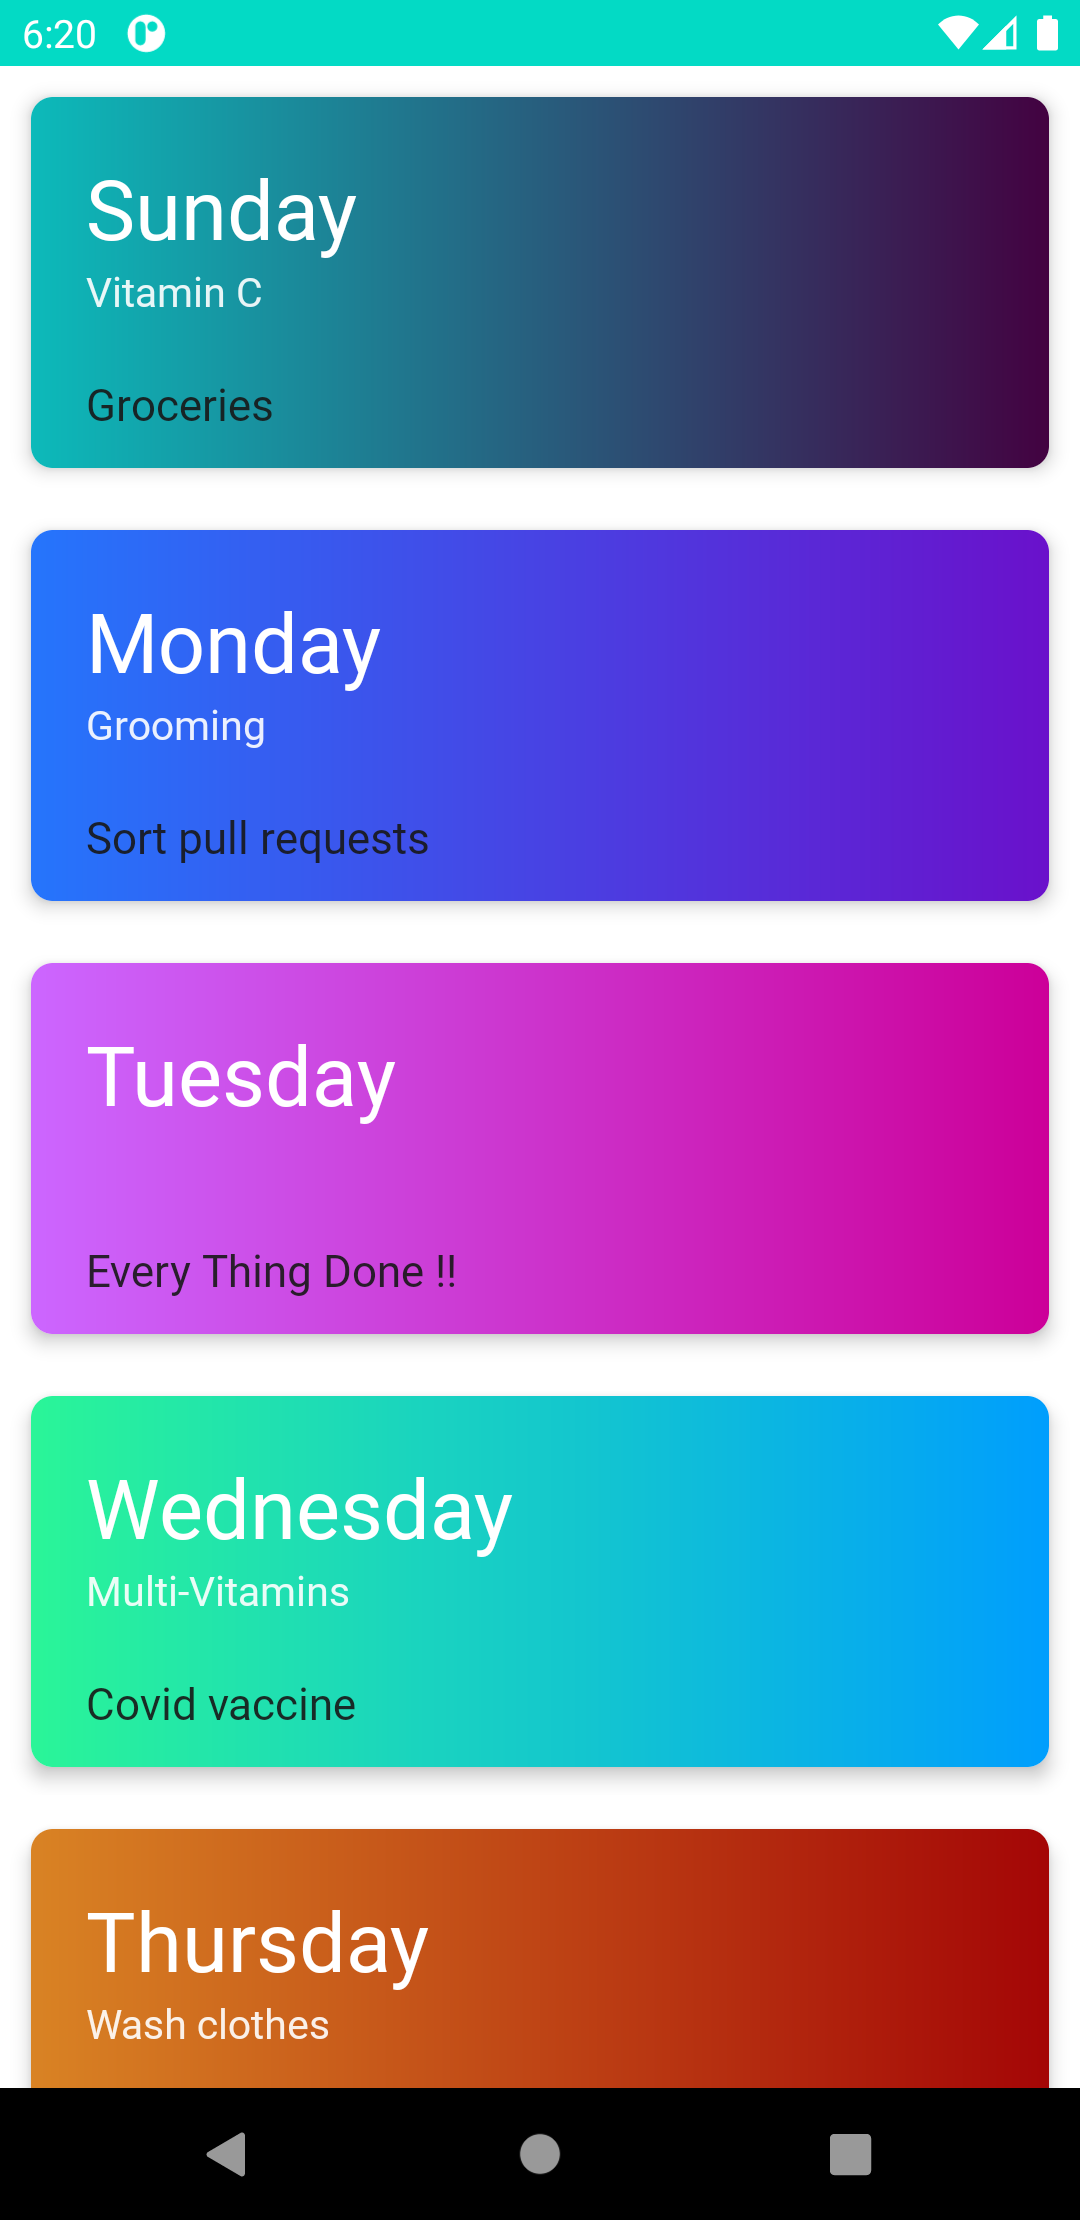 6:20
Sunday
Vitamin C
Groceries
Monday
Grooming
Sort pull requests
Tuesday
Every Thing Done !!
Wednesday
Multi-Vitamins
Covid vaccine
Thursday
Wash clothes